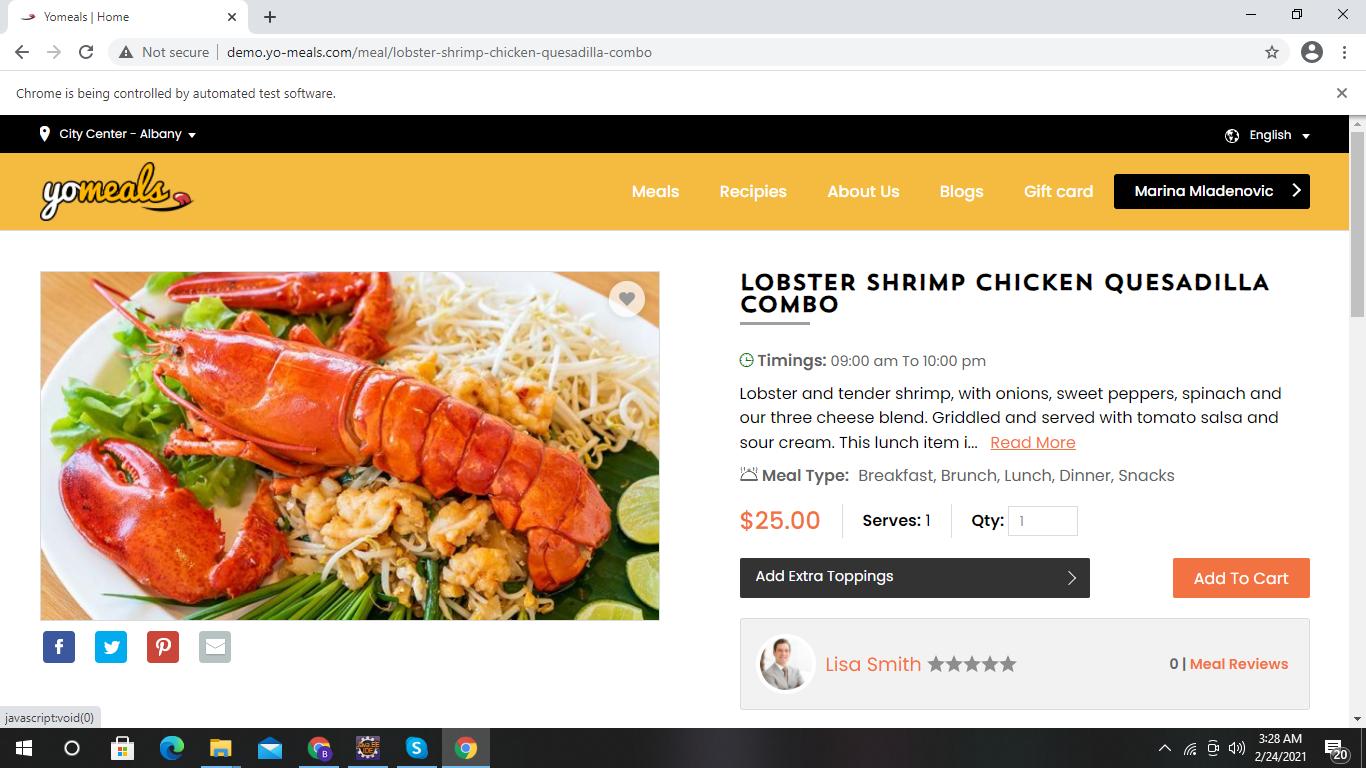 Yomeals | Home
Not secure
demo.yo-meals.com/meal/lobster-shrimp-chicken-quesadilla-combo
Chrome is being controlled by automated test software.
City Center - Albany
English
yomeals
Meals
Recipies
About Us
Blogs
Gift card
Marina Mladenovic
LOBSTER SHRIMP CHICKEN QUESADILLA
COMBO
Timings: 09:00 am To 10:00 pm
Lobster and tender shrimp, with onions, sweet peppers, spinach and
our three cheese blend. Griddled and served with tomato salsa and
sour cream. This lunch item i... Read More
Meal Type: Breakfast, Brunch, Lunch, Dinner, Snacks
$25.00
Serves: 1
Qty: 1
Add Extra Toppings
Add To Cart
Lisa Smith
0 | Meal Reviews
javascript:void(0)
3:28 AM
2/24/2021
20